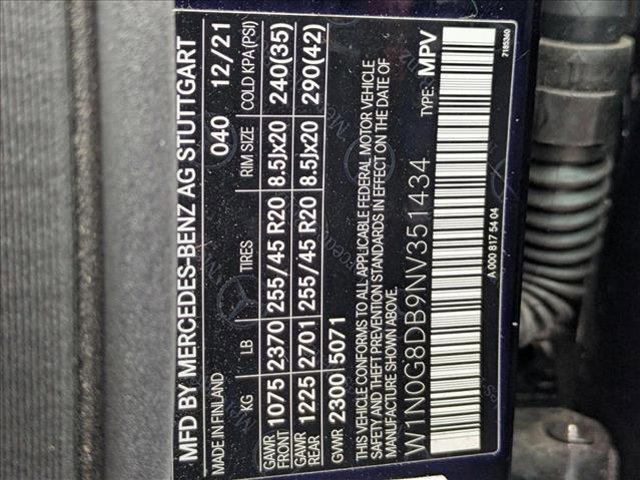 MFD BY MERCEDES-BENZ AG STUTTGART
MADE IN FINLAND 040 12/21
KG LB TIRES RIM SIZE COLD KPA(PSI)
GAWR FRONT 1075 2370 255/45 R20 8.5Jx20 240(35)
GAWR REAR 1225 2701 255/45 R20 8.5Jx20 290(42)
GVWR 2300 5071
THIS VEHICLE CONFORMS TO ALL APPLICABLE FEDERAL MOTOR VEHICLE
SAFETY AND THEFT PREVENTION STANDARDS IN EFFECT ON THE DATE OF
MANUFACTURE SHOWN ABOVE.
W1N0G8DB9NV351434 TYPE: MPV
A 000 817 54 04 7185360